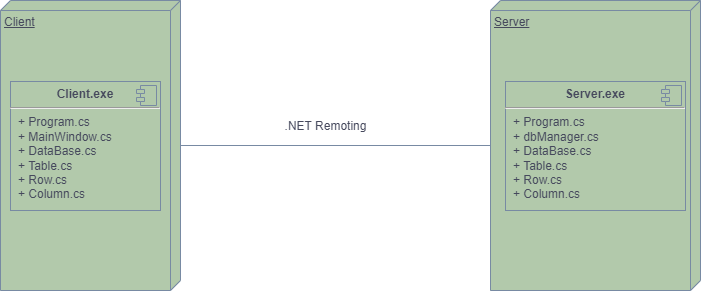 Client
Client.exe
+ Program.cs
+ MainWindow.cs
+ DataBase.cs
+ Table.cs
+ Row.cs
+ Column.cs
.NET Remoting
Server
Server.exe
+ Program.cs
+ dbManager.cs
+ DataBase.cs
+ Table.cs
+ Row.cs
+ Column.cs